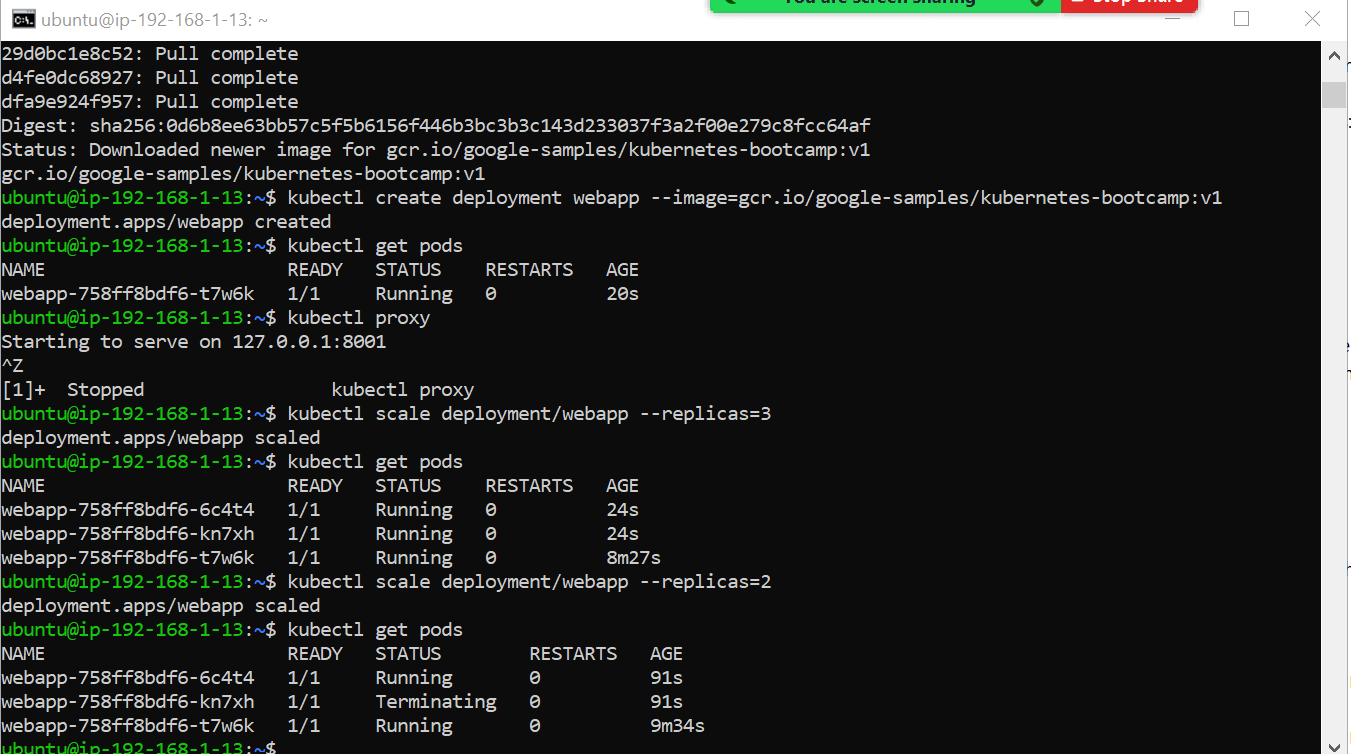 You are screen sharing Stop Share
ubuntu@ip-192-168-1-13: ~
29d0bc1e8c52: Pull complete
d4fe0dc68927: Pull complete
dfa9e924f957: Pull complete
Digest: sha256:0d6b8ee63bb57c5f5b6156f446b3bc3b3c143d233037f3a2f00e279c8fcc64af
Status: Downloaded newer image for gcr.io/google-samples/kubernetes-bootcamp:v1
gcr.io/google-samples/kubernetes-bootcamp:v1
ubuntu@ip-192-168-1-13:~$ kubectl create deployment webapp --image=gcr.io/google-samples/kubernetes-bootcamp:v1
deployment.apps/webapp created
ubuntu@ip-192-168-1-13:~$ kubectl get pods
NAME                      READY   STATUS    RESTARTS   AGE
webapp-758ff8bdf6-t7w6k   1/1     Running   0          20s
ubuntu@ip-192-168-1-13:~$ kubectl proxy
Starting to serve on 127.0.0.1:8001
^Z
[1]+  Stopped                 kubectl proxy
ubuntu@ip-192-168-1-13:~$ kubectl scale deployment/webapp --replicas=3
deployment.apps/webapp scaled
ubuntu@ip-192-168-1-13:~$ kubectl get pods
NAME                      READY   STATUS    RESTARTS   AGE
webapp-758ff8bdf6-6c4t4   1/1     Running   0          24s
webapp-758ff8bdf6-kn7xh   1/1     Running   0          24s
webapp-758ff8bdf6-t7w6k   1/1     Running   0          8m27s
ubuntu@ip-192-168-1-13:~$ kubectl scale deployment/webapp --replicas=2
deployment.apps/webapp scaled
ubuntu@ip-192-168-1-13:~$ kubectl get pods
NAME                      READY   STATUS        RESTARTS   AGE
webapp-758ff8bdf6-6c4t4   1/1     Running       0          91s
webapp-758ff8bdf6-kn7xh   1/1     Terminating   0          91s
webapp-758ff8bdf6-t7w6k   1/1     Running       0          9m34s
ubuntu@ip-192-168-1-13:~$